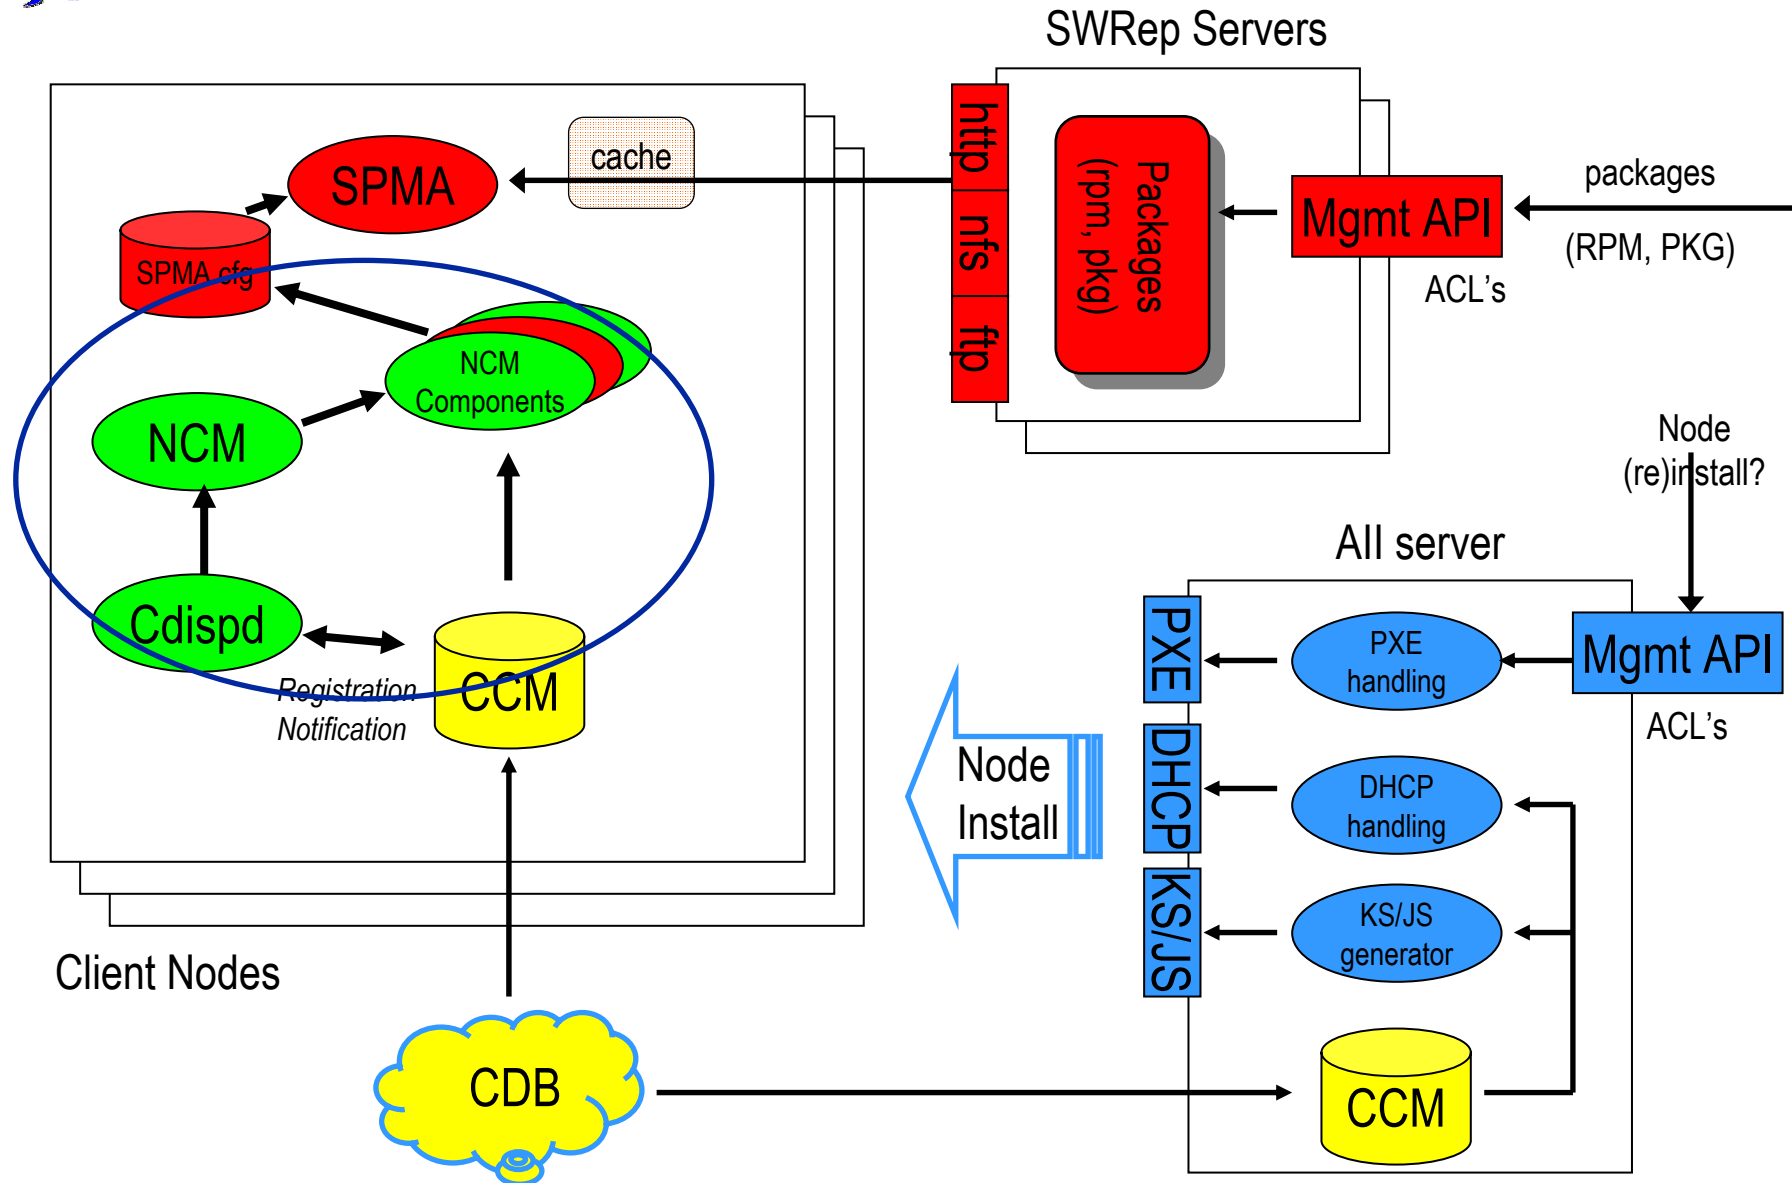 SWRep Servers
SPMA
cache
SPMA.cfg
NCM
Components
NCM
Cdispd
Registration
Notification
CCM
Client Nodes
http
nfs
ftp
Packages
(rpm, pkg)
Mgmt API
ACL's
packages
(RPM, PKG)
Node
(re)install?
AII server
PXE
DHCP
KS/JS
PXE
handling
DHCP
handling
KS/JS
generator
CCM
Mgmt API
ACL's
Node
Install
CDB